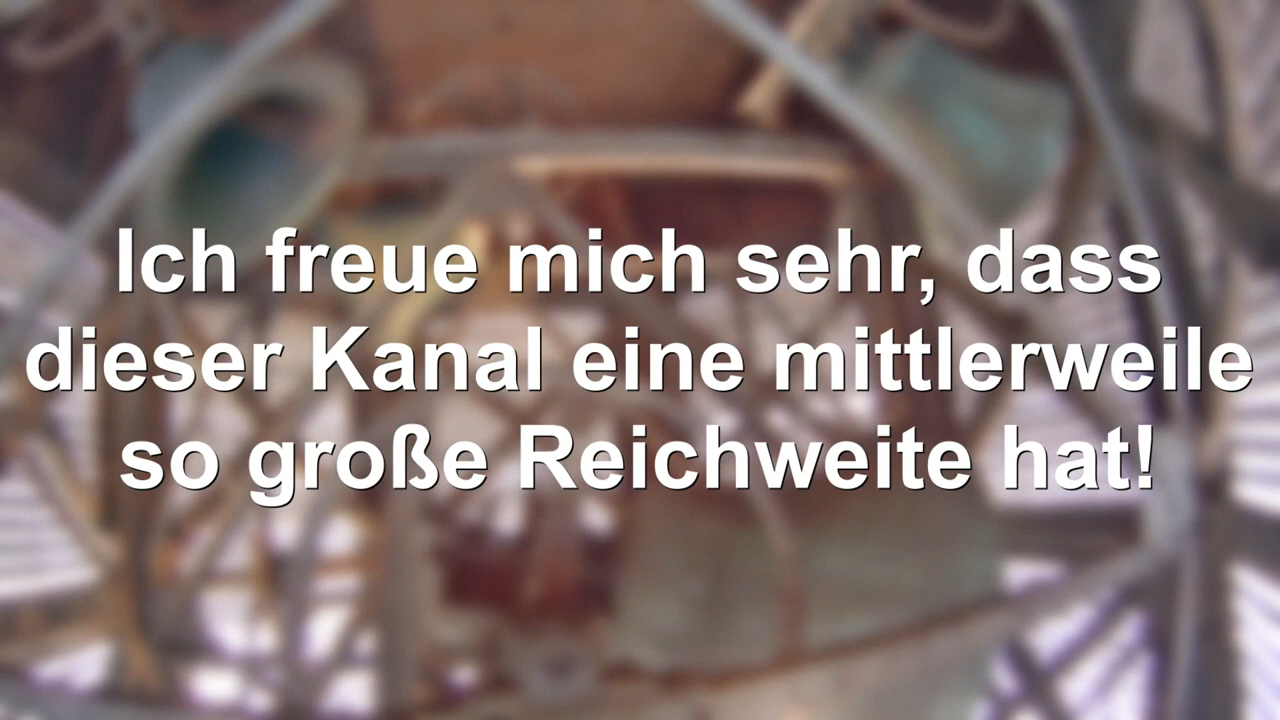 Ich freue mich sehr, dass
dieser Kanal eine mittlerweile
so große Reichweite hat!